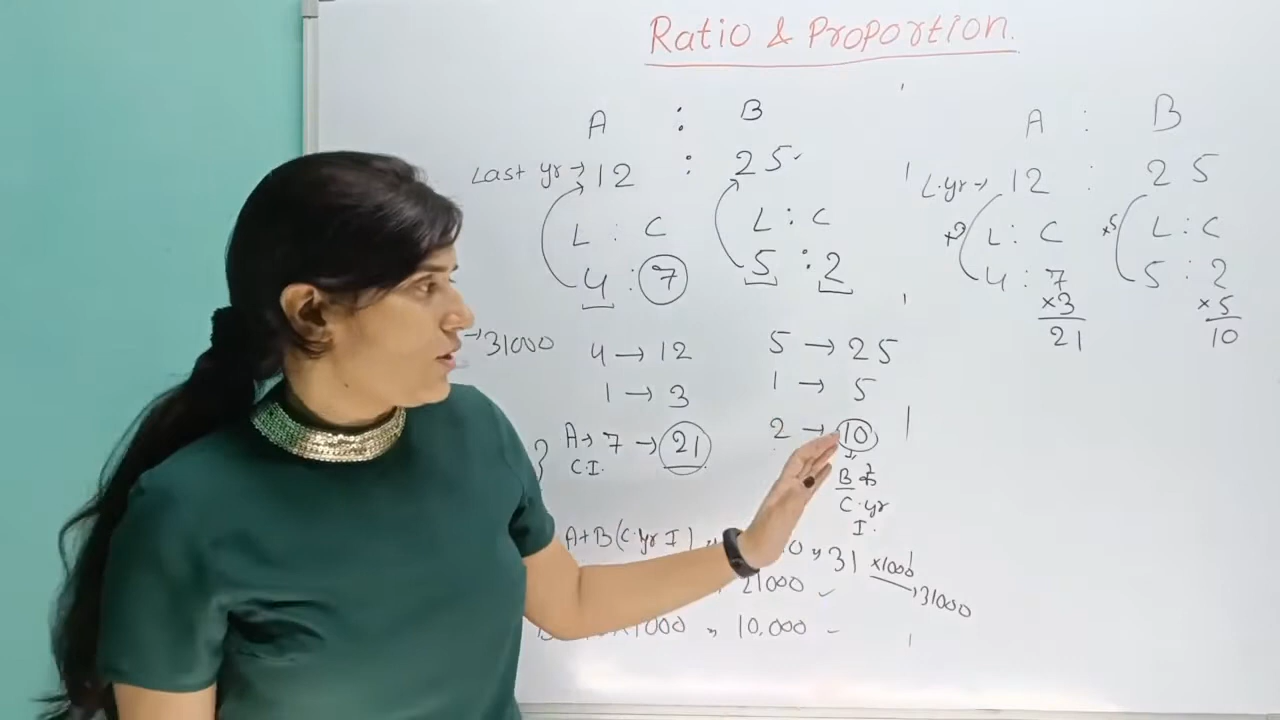 Ratio & Proportion.
A : B
Last yr → 12 : 25
L : C L : C
4 : 7 5 : 2
→ 31000
4 → 12 5 → 25
1 → 3 1 → 5
A → 7 → 21 2 → 10
C.I.
B
C.yr
I.
A+B (C.yr I)
31 ×1000
→ 31000
21000
×1000 10,000
A : B
L.yr → 12 : 25
×3 L : C ×5 L : C
4 : 7 5 : 2
×3 ×5
21 10